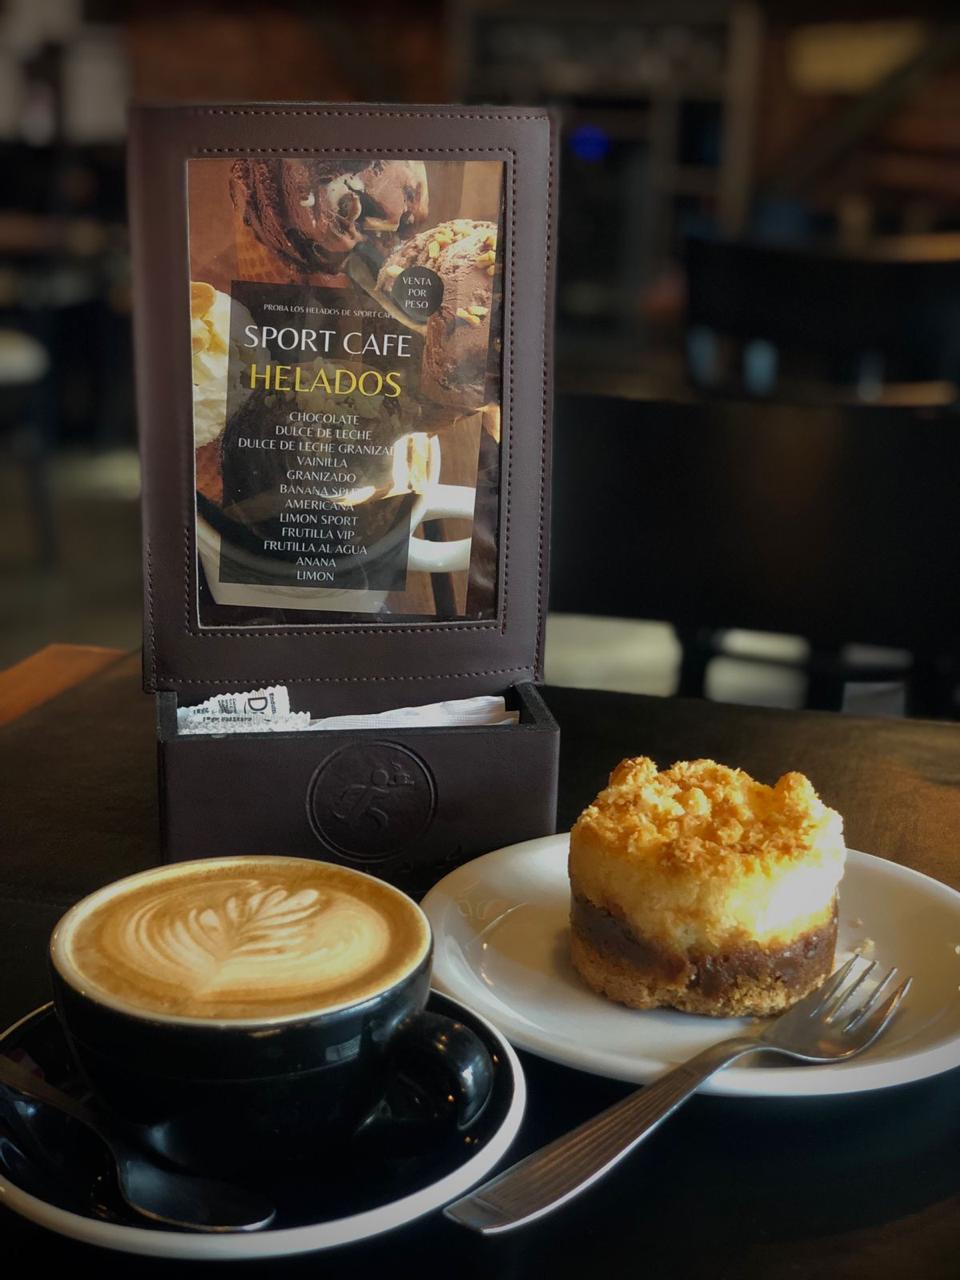 VENTA
POR
PESO
PROBA LOS HELADOS DE SPORT CAFE
SPORT CAFE
HELADOS
CHOCOLATE
DULCE DE LECHE
DULCE DE LECHE GRANIZAD
VAINILLA
GRANIZADO
BANANA SPLIT
AMERICANA
LIMON SPORT
FRUTILLA VIP
FRUTILLA AL AGUA
ANANA
LIMON